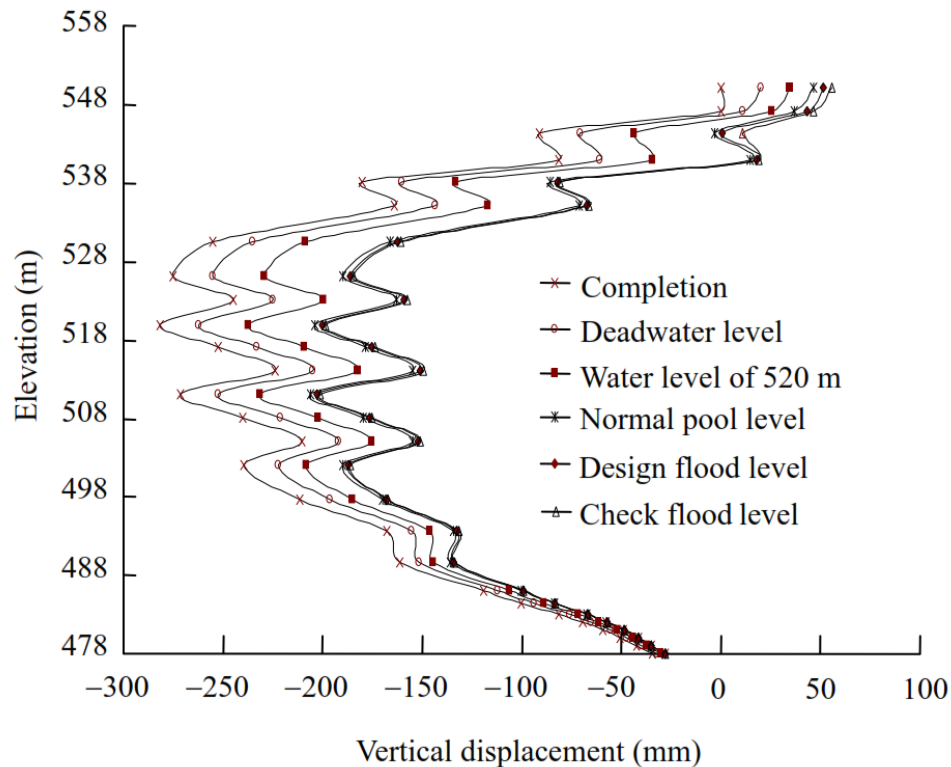 558
548
538
528
518
508
498
488
478
Elevation (m)
Completion
Deadwater level
Water level of 520 m
Normal pool level
Design flood level
Check flood level
–300 –250 –200 –150 –100 –50 0 50 100
Vertical displacement (mm)